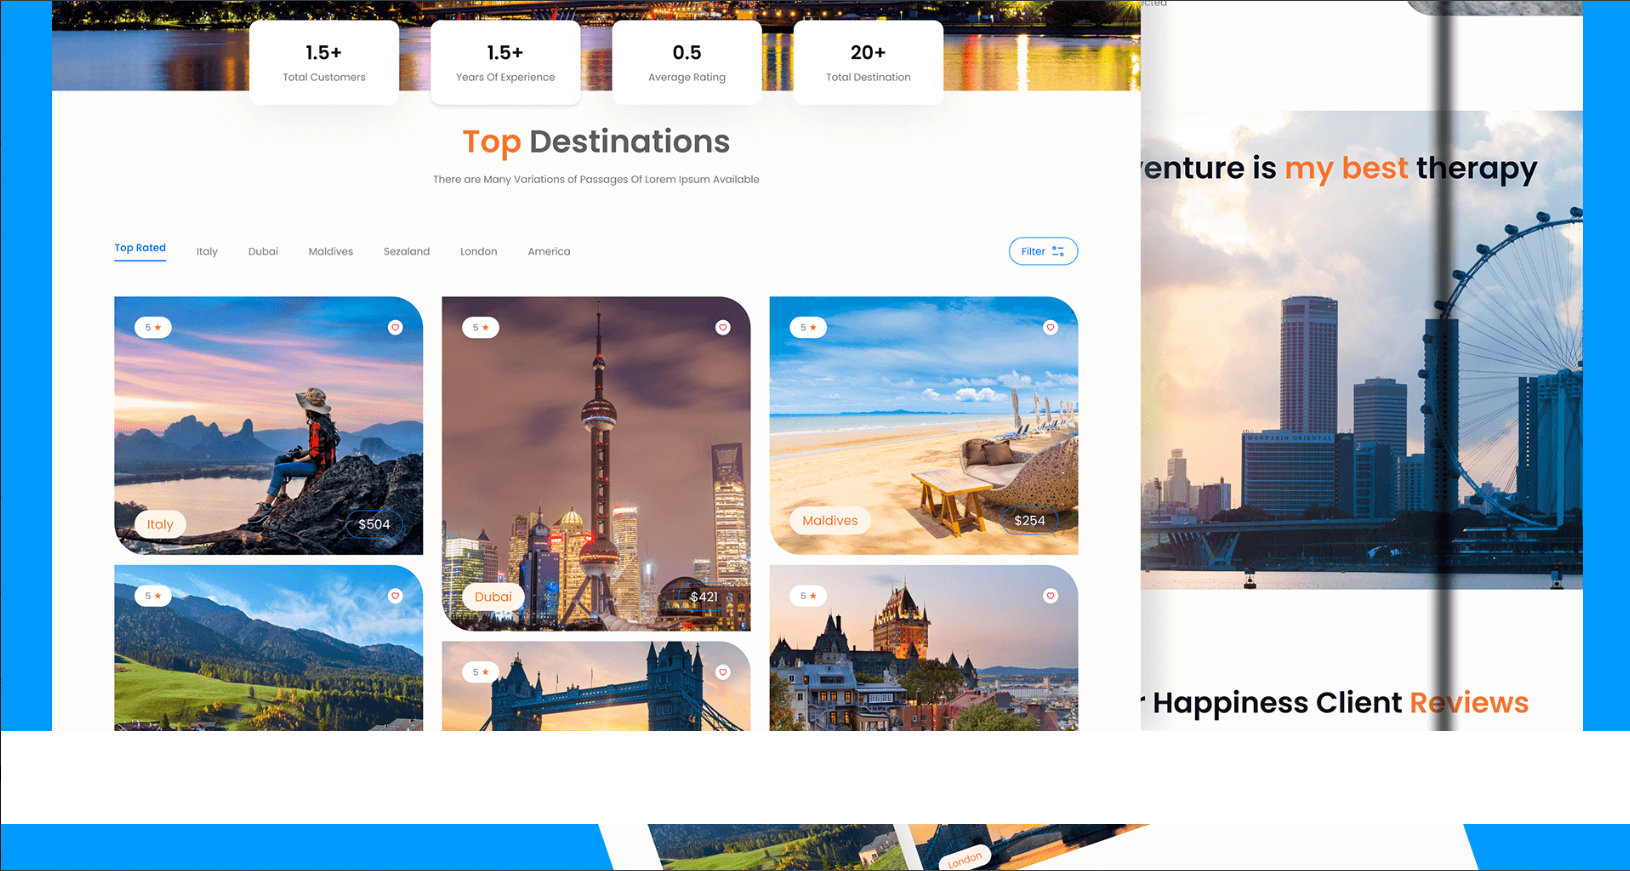 1.5+
Total Customers
1.5+
Years Of Experience
0.5
Average Rating
20+
Total Destination
Top Destinations
There are Many Variations of Passages Of Lorem Ipsum Available
Top Rated
Italy
Dubai
Maldives
Sezaland
London
America
Filter
5
5
5
Italy
$504
Dubai
$421
Maldives
$254
5
5
5
venture is my best therapy
MANDARIN ORIENTAL
r Happiness Client Reviews
London